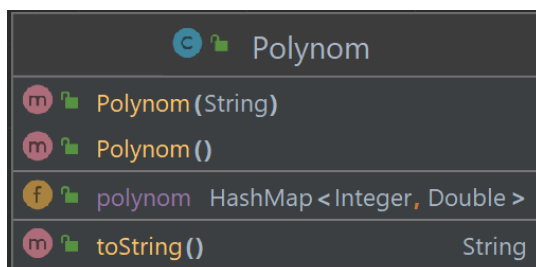 C Polynom
m Polynom(String)
m Polynom()
f polynom HashMap<Integer, Double>
m toString() String